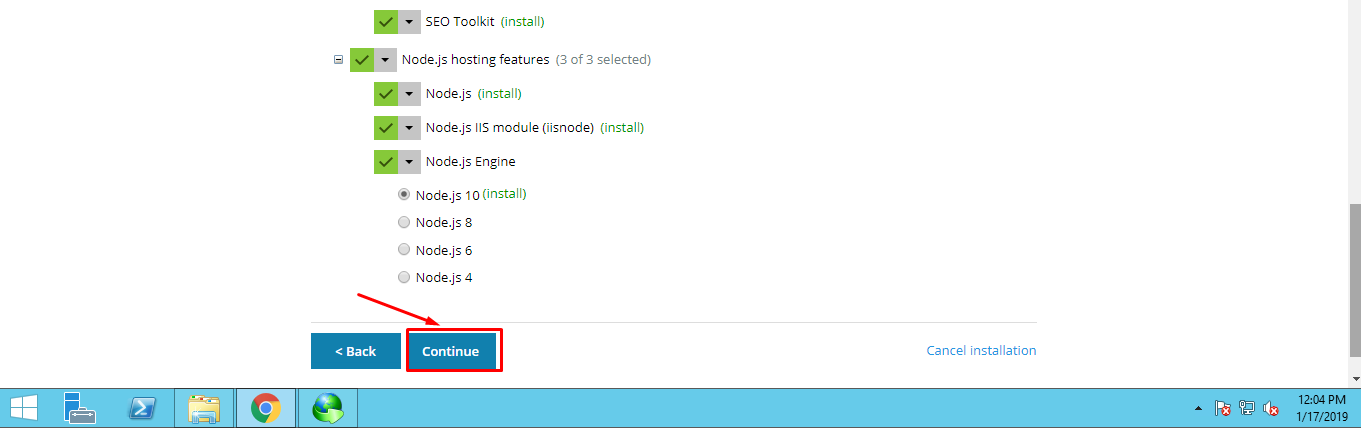 SEO Toolkit (install)
Node.js hosting features (3 of 3 selected)
Node.js (install)
Node.js IIS module (iisnode) (install)
Node.js Engine
Node.js 10 (install)
Node.js 8
Node.js 6
Node.js 4
< Back Continue Cancel installation
12:04 PM
1/17/2019